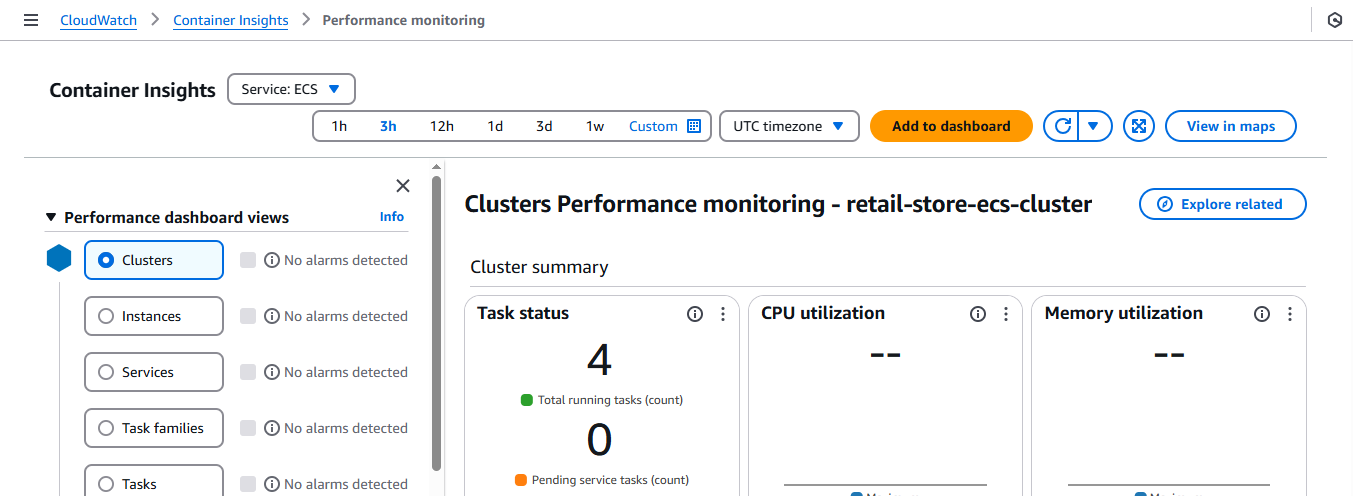 CloudWatch > Container Insights > Performance monitoring
Container Insights Service: ECS
1h 3h 12h 1d 3d 1w Custom UTC timezone Add to dashboard View in maps
Performance dashboard views Info
Clusters No alarms detected
Instances No alarms detected
Services No alarms detected
Task families No alarms detected
Tasks No alarms detected
Clusters Performance monitoring - retail-store-ecs-cluster Explore related
Cluster summary
Task status
4
Total running tasks (count)
0
Pending service tasks (count)
CPU utilization
--
Memory utilization
--